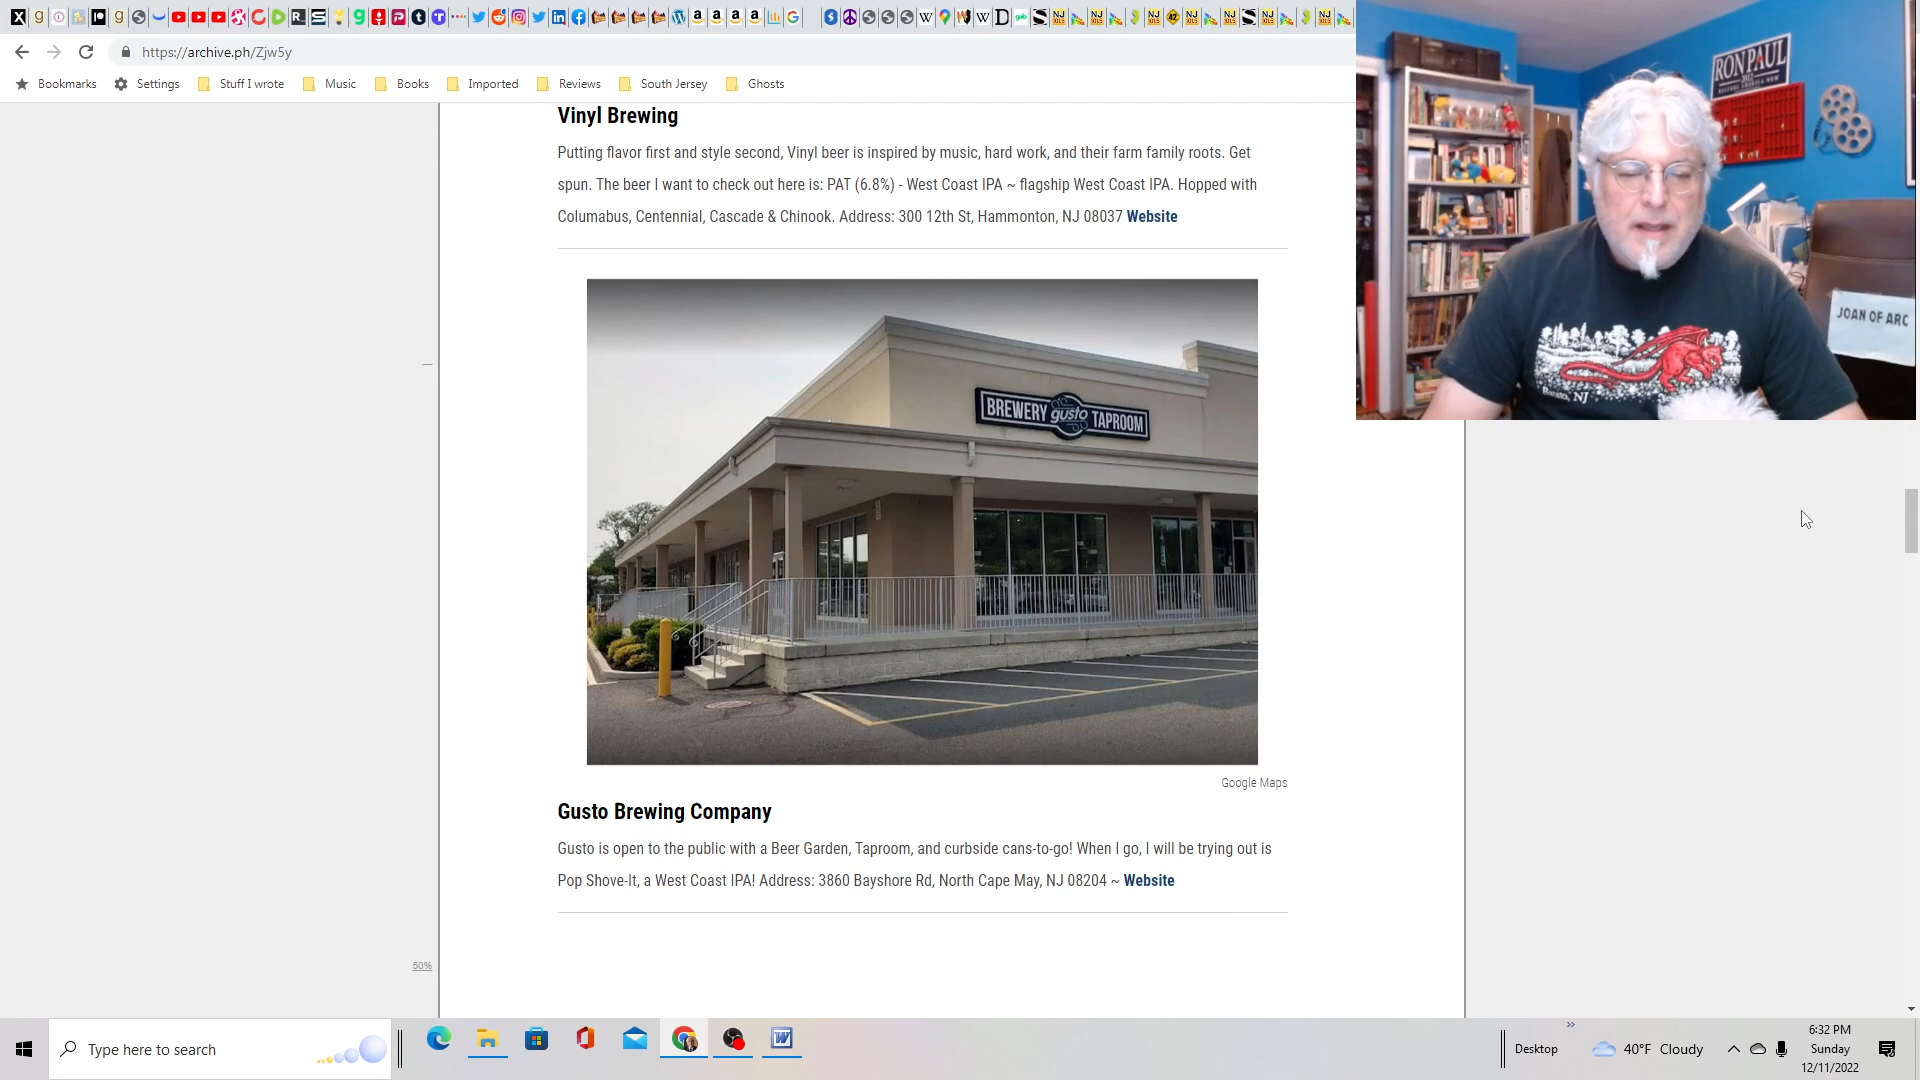 https://archive.ph/Zjw5y
Bookmarks Settings Stuff I wrote Music Books Imported Reviews South Jersey Ghosts
Vinyl Brewing
Putting flavor first and style second, Vinyl beer is inspired by music, hard work, and their farm family roots. Get
spun. The beer I want to check out here is: PAT (6.8%) - West Coast IPA ~ flagship West Coast IPA. Hopped with
Columabus, Centennial, Cascade & Chinook. Address: 300 12th St, Hammonton, NJ 08037 Website
BREWERY gusto TAPROOM
Google Maps
Gusto Brewing Company
Gusto is open to the public with a Beer Garden, Taproom, and curbside cans-to-go! When I go, I will be trying out is
Pop Shove-It, a West Coast IPA! Address: 3860 Bayshore Rd, North Cape May, NJ 08204 ~ Website
50%
RON PAUL
JOAN OF ARC
Type here to search
Desktop
40°F Cloudy
6:32 PM
Sunday
12/11/2022